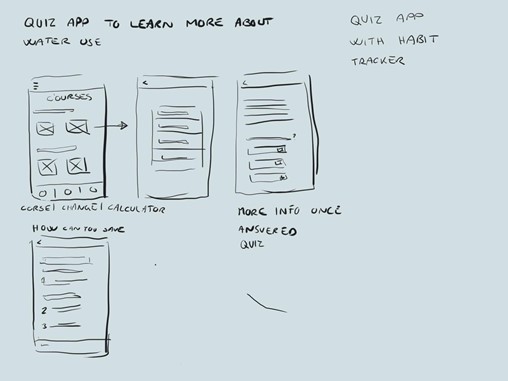 QUIZ APP TO LEARN MORE ABOUT
WATER USE
QUIZ APP
WITH HABIT
TRACKER
COURSES
CORSE| CHANGE| CALCULATOR
MORE INFO ONCE
ANSWERED
QUIZ
?
HOW CAN YOU SAVE
1
2
3